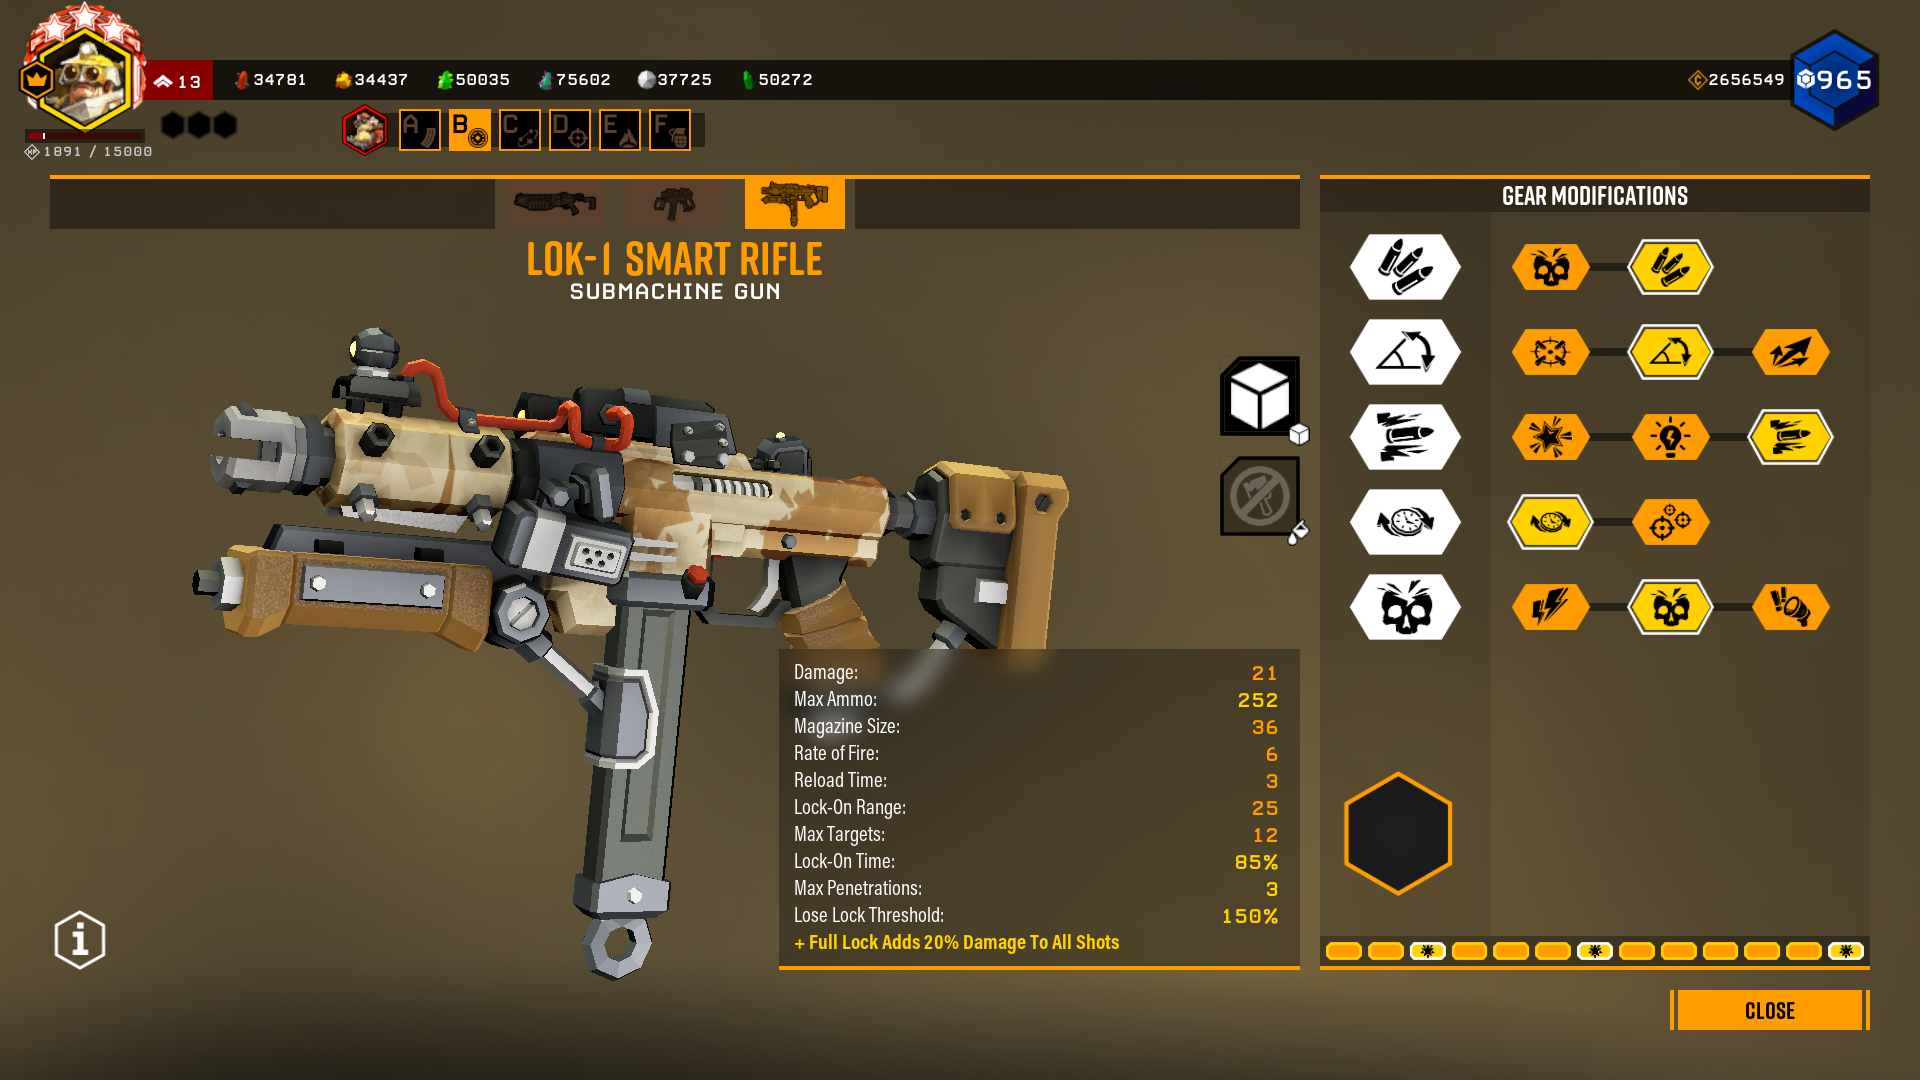 13 34781 34437 50035 75602 37725 50272 2656549 965
1891 / 15000
A B C D E F
GEAR MODIFICATIONS
LOK-1 SMART RIFLE
SUBMACHINE GUN
Damage: 21
Max Ammo: 252
Magazine Size: 36
Rate of Fire: 6
Reload Time: 3
Lock-On Range: 25
Max Targets: 12
Lock-On Time: 85%
Max Penetrations: 3
Lose Lock Threshold: 150%
+ Full Lock Adds 20% Damage To All Shots
CLOSE